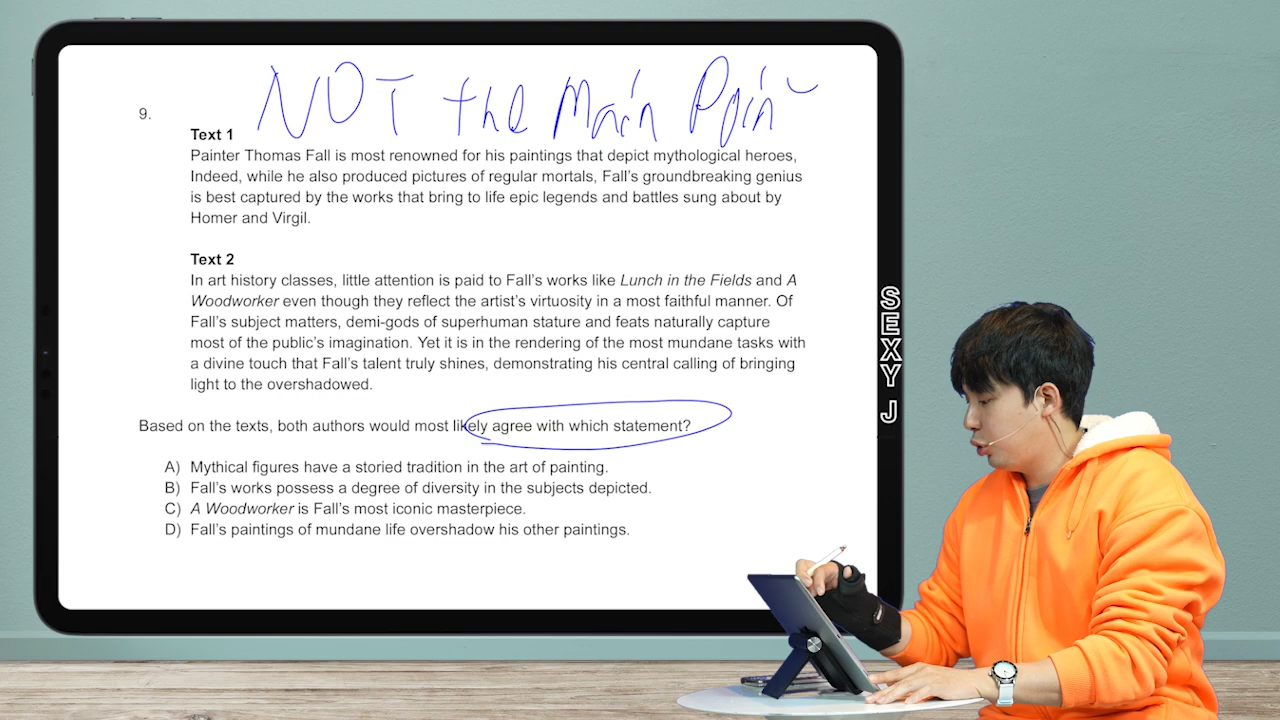 NOT the Main Poin
9.
Text 1
Painter Thomas Fall is most renowned for his paintings that depict mythological heroes,
Indeed, while he also produced pictures of regular mortals, Fall's groundbreaking genius
is best captured by the works that bring to life epic legends and battles sung about by
Homer and Virgil.
Text 2
In art history classes, little attention is paid to Fall's works like Lunch in the Fields and A
Woodworker even though they reflect the artist's virtuosity in a most faithful manner. Of
Fall's subject matters, demi-gods of superhuman stature and feats naturally capture
most of the public's imagination. Yet it is in the rendering of the most mundane tasks with
a divine touch that Fall's talent truly shines, demonstrating his central calling of bringing
light to the overshadowed.
Based on the texts, both authors would most likely agree with which statement?
A) Mythical figures have a storied tradition in the art of painting.
B) Fall's works possess a degree of diversity in the subjects depicted.
C) A Woodworker is Fall's most iconic masterpiece.
D) Fall's paintings of mundane life overshadow his other paintings.
SEXY J